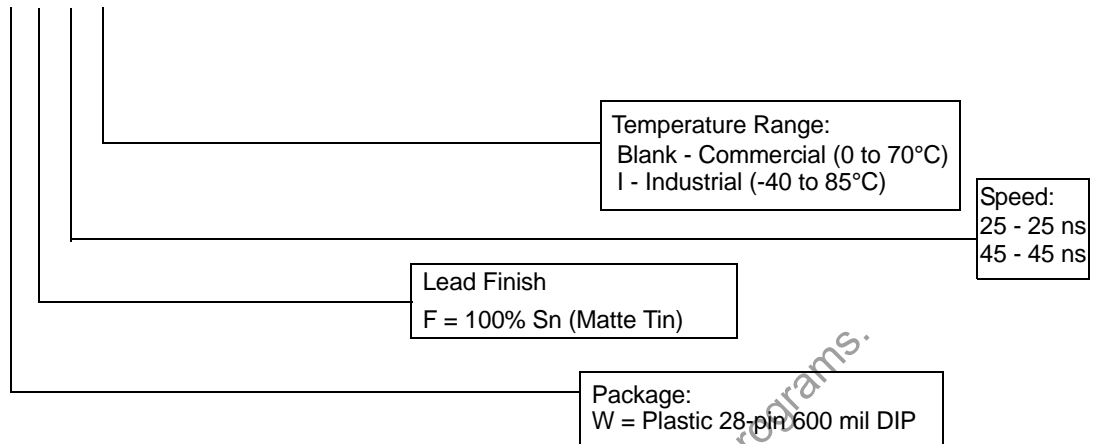 Temperature Range:
Blank - Commercial (0 to 70°C)
I - Industrial (-40 to 85°C)
Speed:
25 - 25 ns
45 - 45 ns
Lead Finish
F = 100% Sn (Matte Tin)
Package:
W = Plastic 28-pin 600 mil DIP